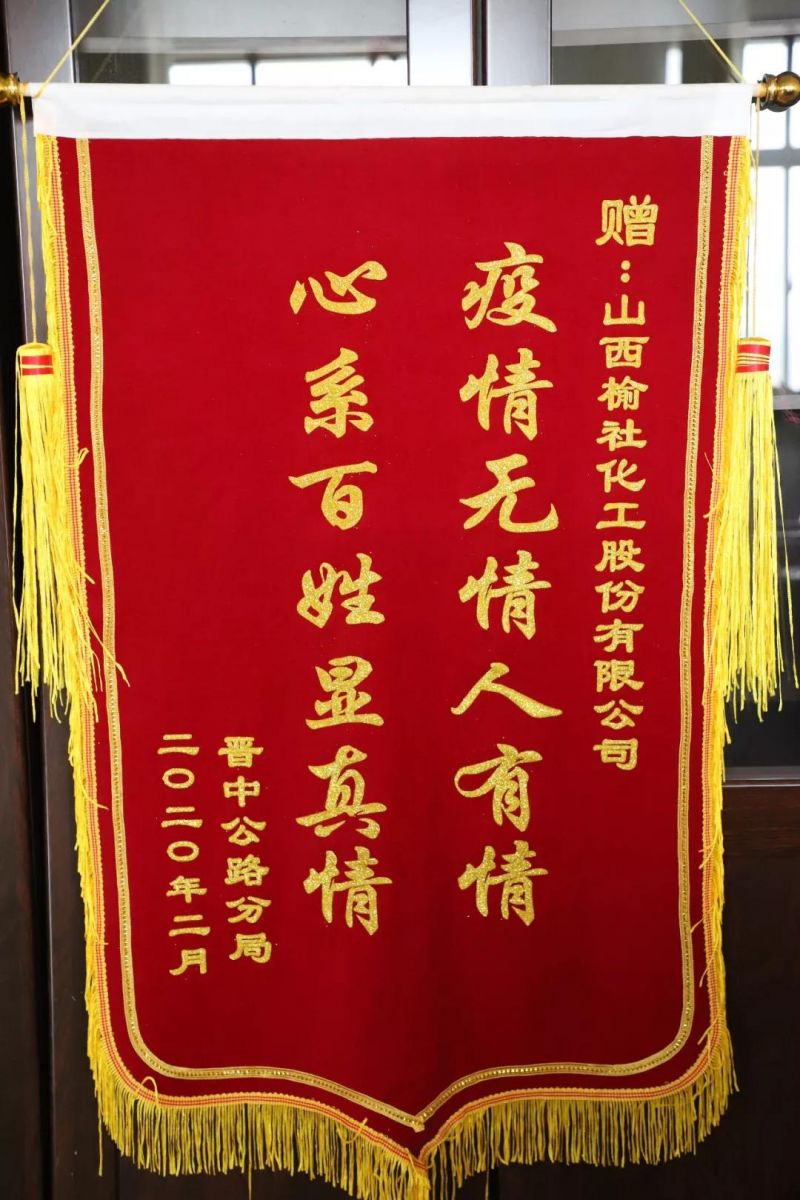 赠:山西榆社化工股份有限公司
疫情无情人有情
心系百姓显真情
晋中公路分局
二〇二〇年二月